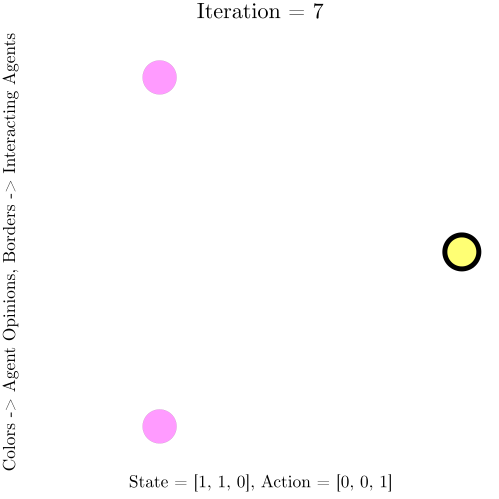 Iteration = 7
Colors -> Agent Opinions, Borders -> Interacting Agents
State = [1, 1, 0], Action = [0, 0, 1]